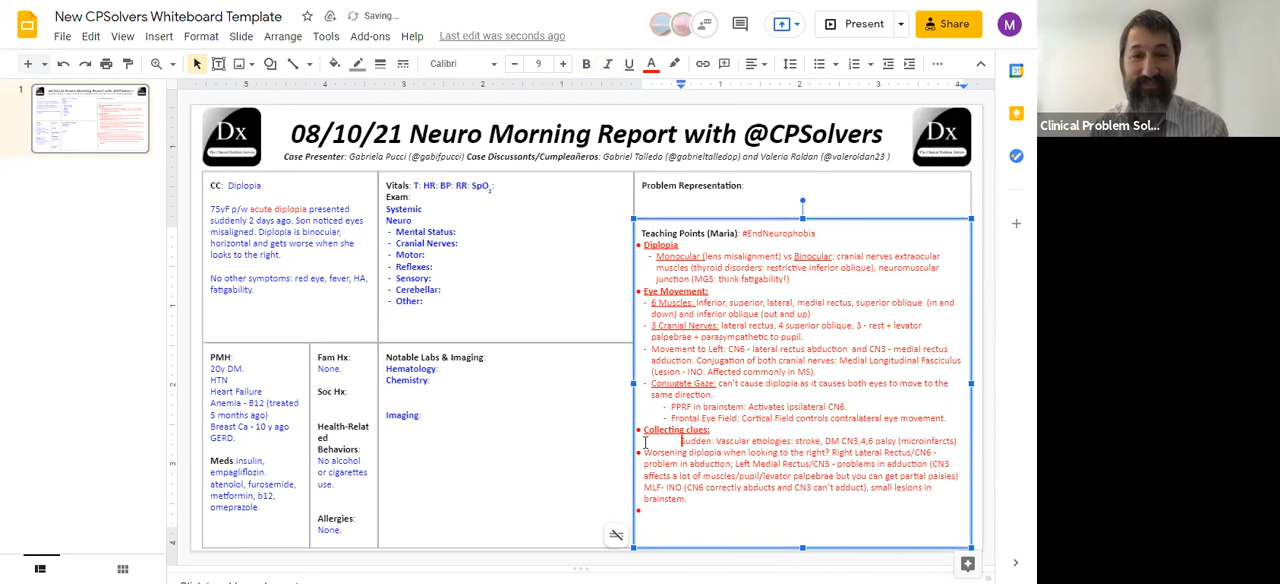 New CPSolvers Whiteboard Template
Saving...
File Edit View Insert Format Slide Arrange Tools Add-ons Help Last edit was seconds ago
Present
Share
M
Calibri
9
Clinical Problem Sol...
1
Dx
The Clinical Problem Solvers
08/10/21 Neuro Morning Report with @CPSolvers
Case Presenter: Gabriela Pucci (@gabifpucci) Case Discussants/Cumpleañeros: Gabriel Talledo (@gabrieltalledop) and Valeria Roldan (@valeroldan23 )
Dx
The Clinical Problem Solvers
CC: Diplopia
75yF p/w acute diplopia presented
suddenly 2 days ago. Son noticed eyes
misaligned. Diplopia is binocular,
horizontal and gets worse when she
looks to the right.
No other symptoms: red eye, fever, HA,
fatigability.
Vitals: T: HR: BP: RR: SpO2:
Exam:
Systemic
Neuro
- Mental Status:
- Cranial Nerves:
- Motor:
- Reflexes:
- Sensory:
- Cerebellar:
- Other:
Problem Representation:
Teaching Points (Maria): #EndNeurophobia
● Diplopia
- Monocular (lens misalignment) vs Binocular: cranial nerves extraocular
muscles (thyroid disorders: restrictive inferior oblique), neuromuscular
junction (MGS: think fatigability!)
● Eye Movement:
- 6 Muscles: Inferior, superior, lateral, medial rectus, superior oblique (in and
down) and inferior oblique (out and up)
- 3 Cranial Nerves: lateral rectus, 4 superior oblique, 3 - rest + levator
palpebrae + parasympathetic to pupil.
- Movement to Left: CN6 - lateral rectus abduction and CN3 - medial rectus
adduction. Conjugation of both cranial nerves: Medial Longitudinal Fasciculus
(Lesion - INO. Affected commonly in MS).
- Conjugate Gaze: can't cause diplopia as it causes both eyes to move to the
same direction.
- PPRF in brainstem: Activates ipsilateral CN6.
- Frontal Eye Field: Cortical Field controls contralateral eye movement.
● Collecting clues:
Sudden: Vascular etiologies: stroke, DM CN3,4,6 palsy (microinfarcts)
● Worsening diplopia when looking to the right? Right Lateral Rectus/CN6 -
problem in abduction; Left Medial Rectus/CN3 - problems in adduction (CN3
affects a lot of muscles/pupil/levator palpebrae but you can get partial palsies)
MLF- INO (CN6 correctly abducts and CN3 can't adduct), small lesions in
brainstem.
PMH:
20y DM.
HTN
Heart Failure
Anemia - B12 (treated
5 months ago)
Breast Ca - 10 y ago
GERD.
Meds:insulin,
empagliflozin.
atenolol, furosemide,
metformin, b12,
omeprazole.
Fam Hx:
None.
Soc Hx:
Health-Relat
ed
Behaviors:
No alcohol
or cigarettes
use.
Allergies:
None.
Notable Labs & Imaging:
Hematology:
Chemistry:
Imaging: